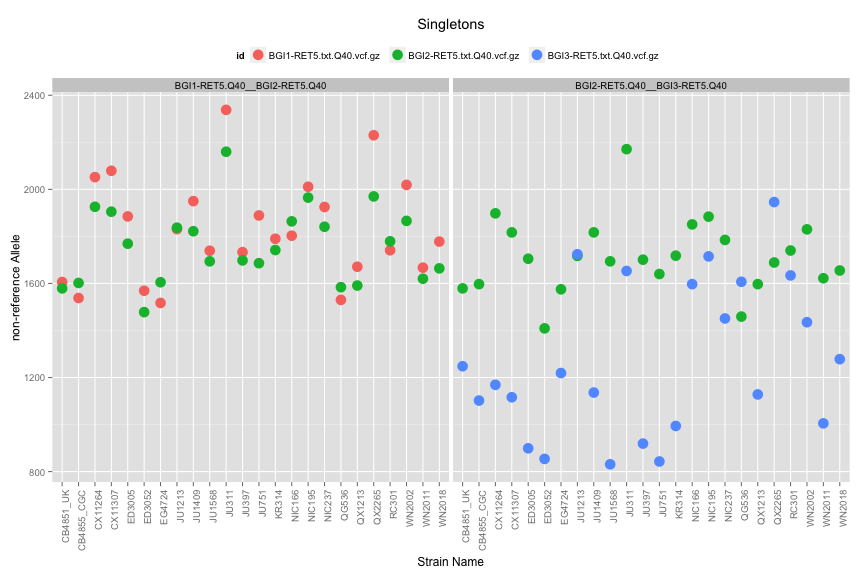 Singletons
id BGI1-RET5.txt.Q40.vcf.gz BGI2-RET5.txt.Q40.vcf.gz BGI3-RET5.txt.Q40.vcf.gz
BGI1-RET5.Q40__BGI2-RET5.Q40 BGI2-RET5.Q40__BGI3-RET5.Q40
non-reference Allele
2400
2000
1600
1200
800
CB4851_UK
CB4855_CGC
CX11264
CX11307
ED3005
ED3052
EG4724
JU1213
JU1409
JU1568
JU311
JU397
JU751
KR314
NIC166
NIC195
NIC237
QG536
QX1213
QX2265
RC301
WN2002
WN2011
WN2018
CB4851_UK
CB4855_CGC
CX11264
CX11307
ED3005
ED3052
EG4724
JU1213
JU1409
JU1568
JU311
JU397
JU751
KR314
NIC166
NIC195
NIC237
QG536
QX1213
QX2265
RC301
WN2002
WN2011
WN2018
Strain Name